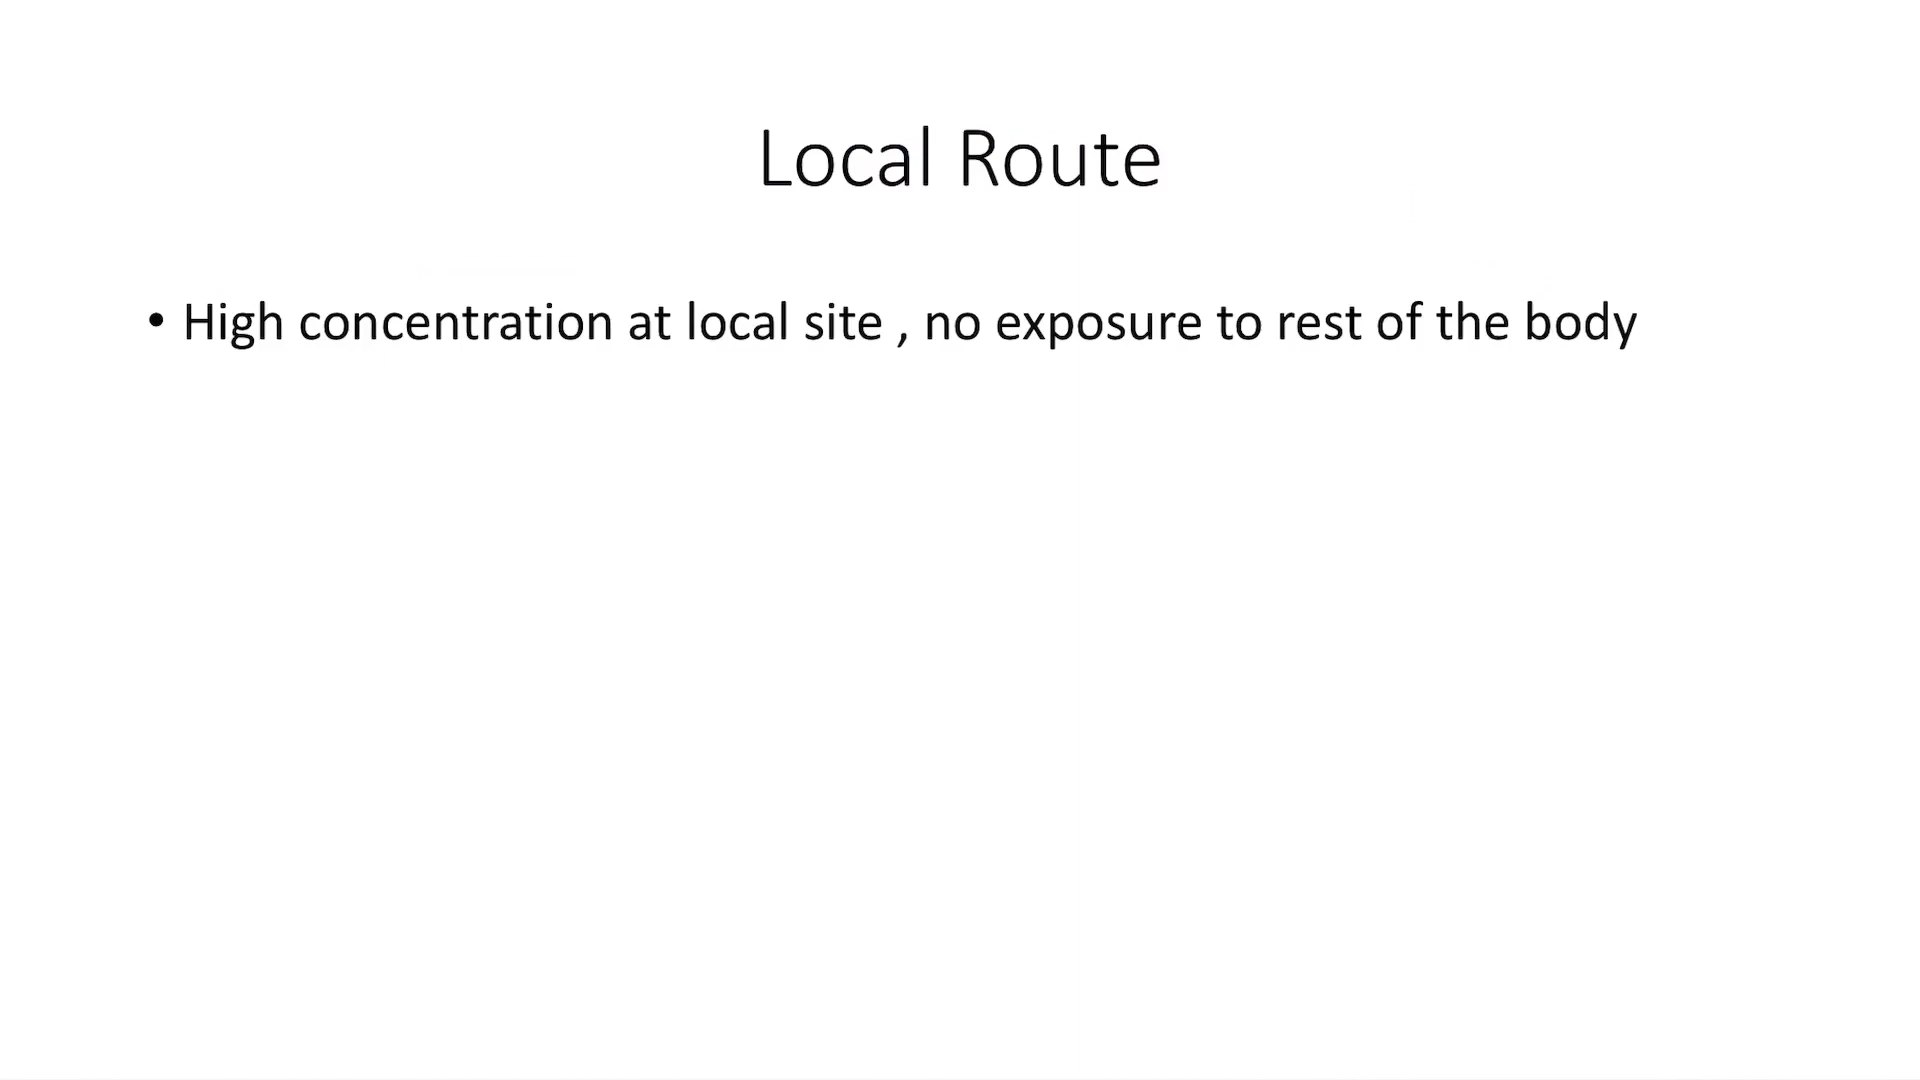 Local Route
• High concentration at local site , no exposure to rest of the body